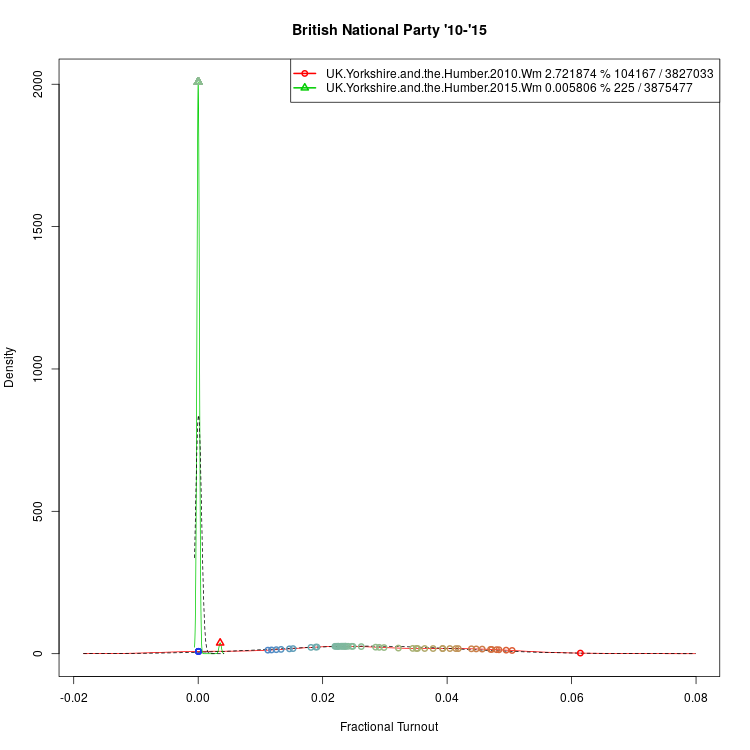 British National Party '10-'15
UK.Yorkshire.and.the.Humber.2010.Wm 2.721874 % 104167 / 3827033
UK.Yorkshire.and.the.Humber.2015.Wm 0.005806 % 225 / 3875477
2000
1500
1000
500
0
Density
-0.02 0.00 0.02 0.04 0.06 0.08
Fractional Turnout